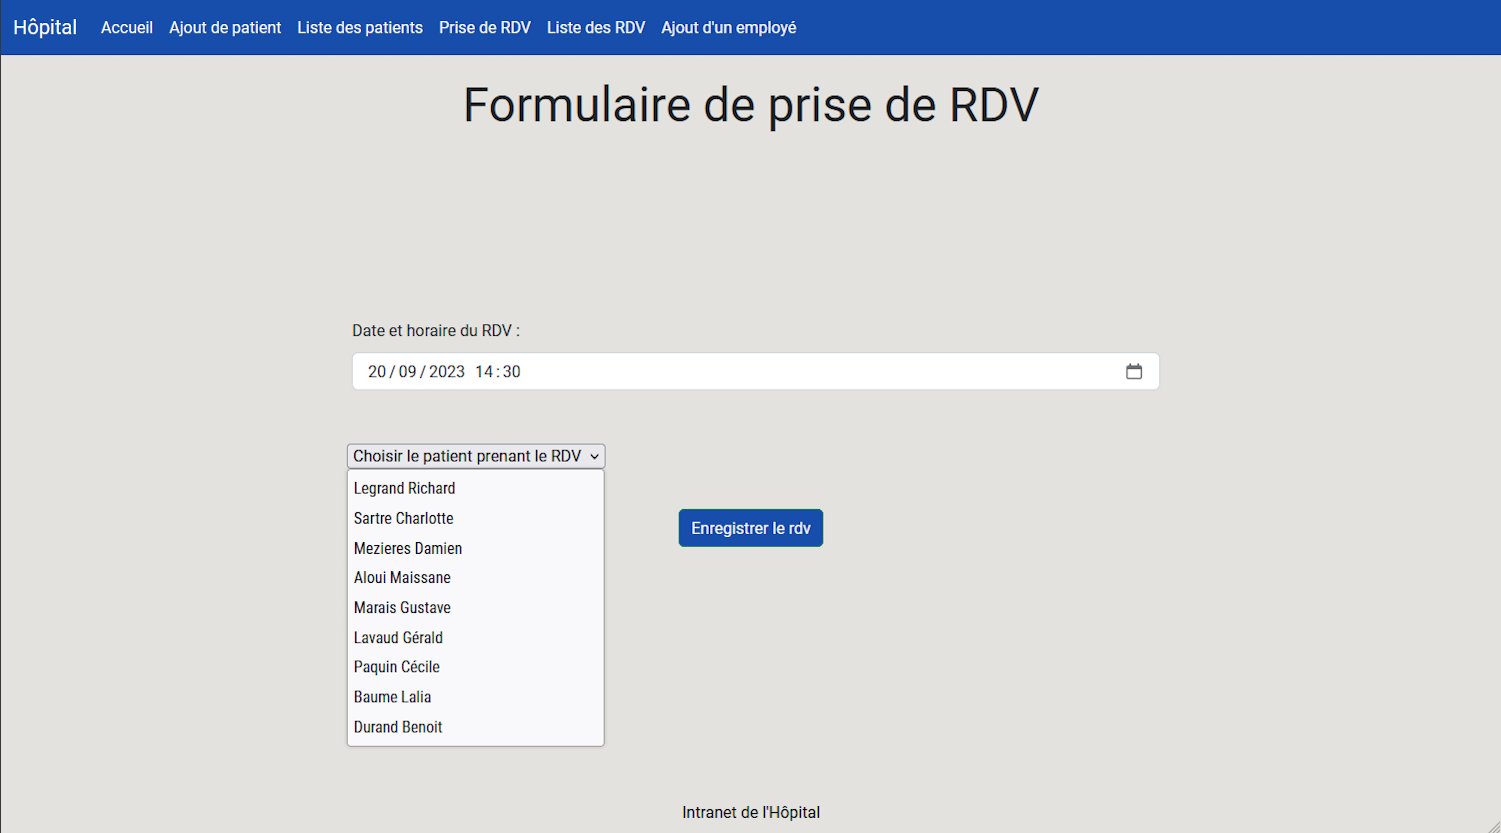 Hôpital Accueil Ajout de patient Liste des patients Prise de RDV Liste des RDV Ajout d'un employé
Formulaire de prise de RDV
Date et horaire du RDV :
20/09/2023 14:30
Choisir le patient prenant le RDV
Legrand Richard
Sartre Charlotte
Enregistrer le rdv
Mezieres Damien
Aloui Maissane
Marais Gustave
Lavaud Gérald
Paquin Cécile
Baume Lalia
Durand Benoit
Intranet de l'Hôpital